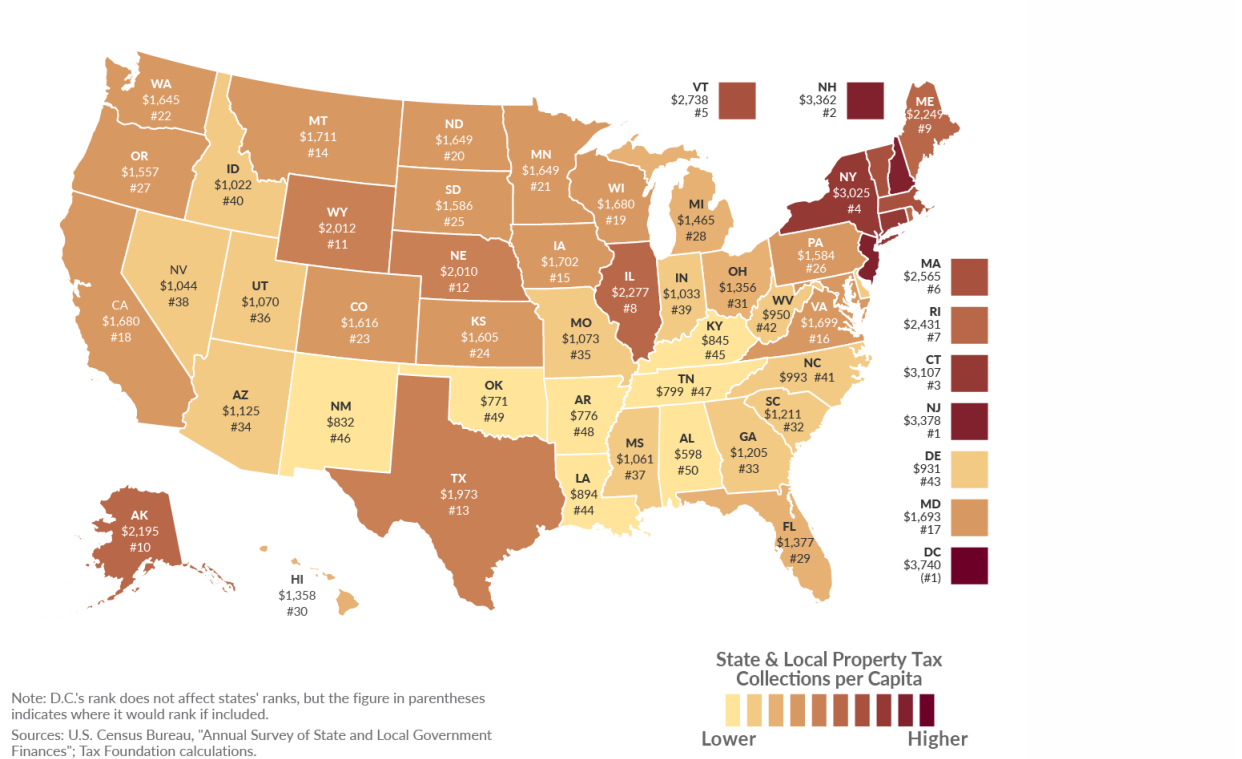 WA
$1,645
#22
OR
$1,557
#27
CA
$1,680
#18
ID
$1,022
#40
NV
$1,044
#38
UT
$1,070
#36
AZ
$1,125
#34
MT
$1,711
#14
WY
$2,012
#11
CO
$1,616
#23
NM
$832
#46
ND
$1,649
#20
SD
$1,586
#25
NE
$2,010
#12
KS
$1,605
#24
OK
$771
#49
TX
$1,973
#13
MN
$1,649
#21
IA
$1,702
#15
MO
$1,073
#35
AR
$776
#48
LA
$894
#44
WI
$1,680
#19
IL
$2,277
#8
MI
$1,465
#28
IN
$1,033
#39
OH
$1,356
#31
KY
$845
#45
TN
$799 #47
MS
$1,061
#37
AL
$598
#50
GA
$1,205
#33
FL
$1,377
#29
SC
$1,211
#32
NC
$993 #41
VA
$1,699
#16
WV
$950
#42
PA
$1,584
#26
NY
$3,025
#4
ME
$2,249
#9
VT
$2,738
#5
NH
$3,362
#2
MA
$2,565
#6
RI
$2,431
#7
CT
$3,107
#3
NJ
$3,378
#1
DE
$931
#43
MD
$1,693
#17
DC
$3,740
(#1)
AK
$2,195
#10
HI
$1,358
#30
State & Local Property Tax
Collections per Capita
Lower Higher
Note: D.C.'s rank does not affect states' ranks, but the figure in parentheses
indicates where it would rank if included.
Sources: U.S. Census Bureau, "Annual Survey of State and Local Government
Finances"; Tax Foundation calculations.